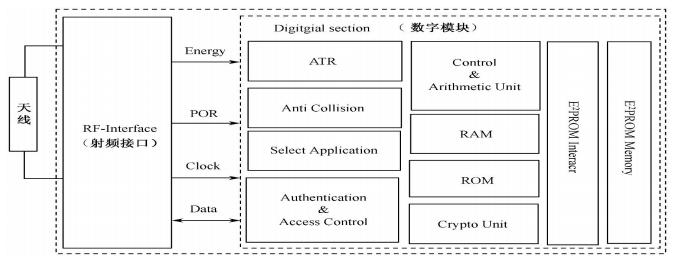 天线
RF-Interface
（射频接口）
Energy
POR
Clock
Data
Digitgial section （数字模块）
ATR
Anti Collision
Select Application
Authentication
&
Access Control
Control
&
Arithmetic Unit
RAM
ROM
Crypto Unit
E²PROM Interacr
E²PROM Memory